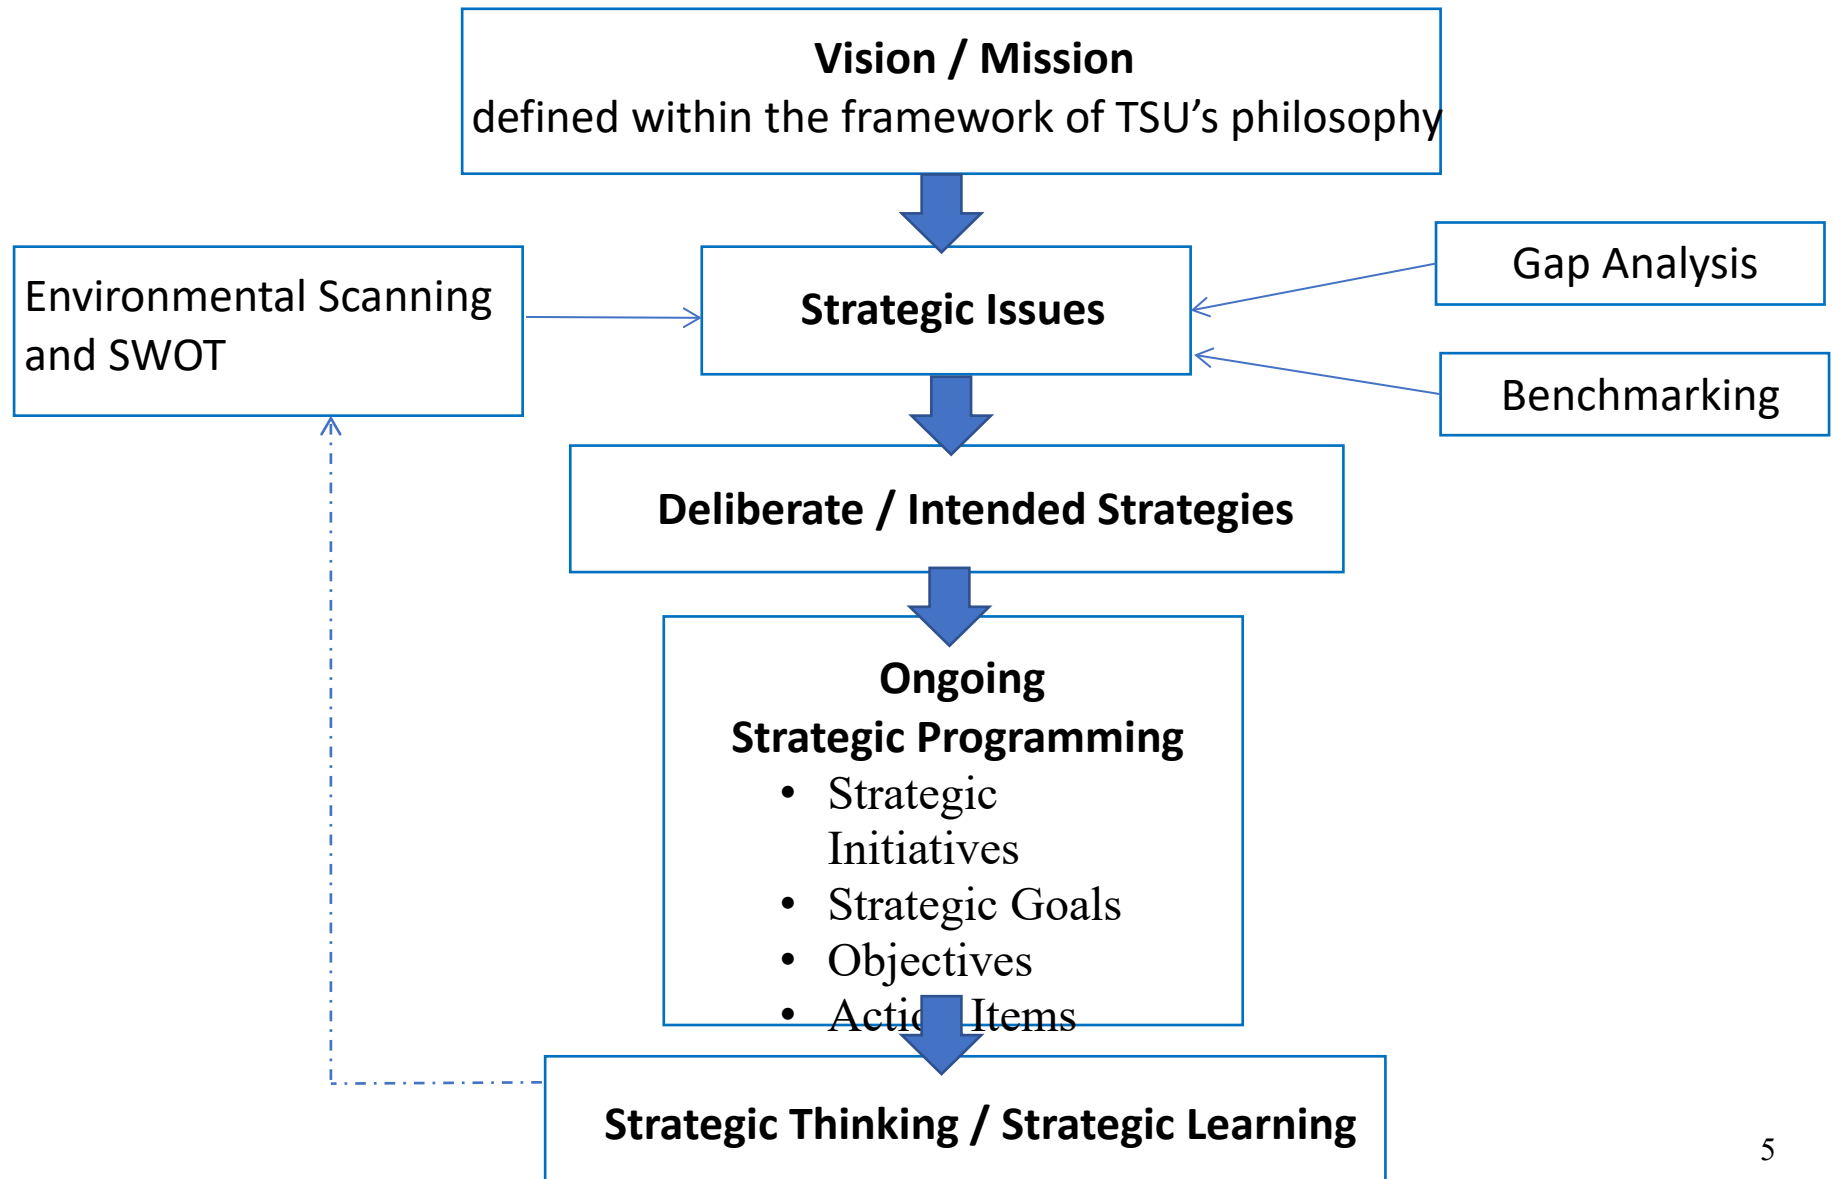 Vision / Mission
defined within the framework of TSU’s philosophy
Environmental Scanning
and SWOT
Strategic Issues
Gap Analysis
Benchmarking
Deliberate / Intended Strategies
Ongoing
Strategic Programming
• Strategic
Initiatives
• Strategic Goals
• Objectives
• Action Items
Strategic Thinking / Strategic Learning
5